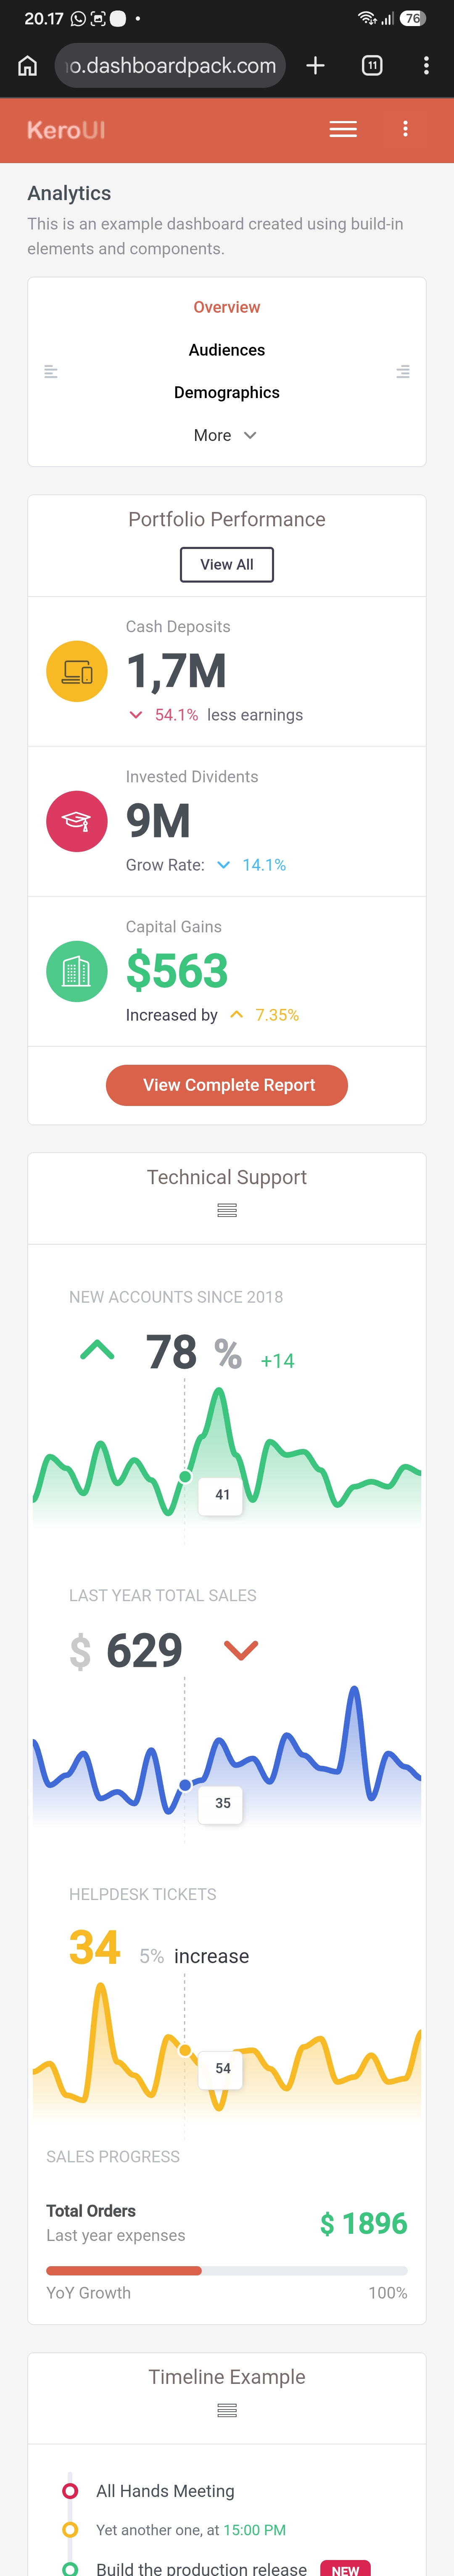 20.17
76
o.dashboardpack.com
11
KeroUI
Analytics
This is an example dashboard created using build-in
elements and components.
Overview
Audiences
Demographics
More
Portfolio Performance
View All
Cash Deposits
1,7M
54.1% less earnings
Invested Dividents
9M
Grow Rate: 14.1%
Capital Gains
$563
Increased by 7.35%
View Complete Report
Technical Support
NEW ACCOUNTS SINCE 2018
78 % +14
41
LAST YEAR TOTAL SALES
$ 629
35
HELPDESK TICKETS
34 5% increase
54
SALES PROGRESS
Total Orders
$ 1896
Last year expenses
YoY Growth 100%
Timeline Example
All Hands Meeting
Yet another one, at 15:00 PM
Build the production release NEW